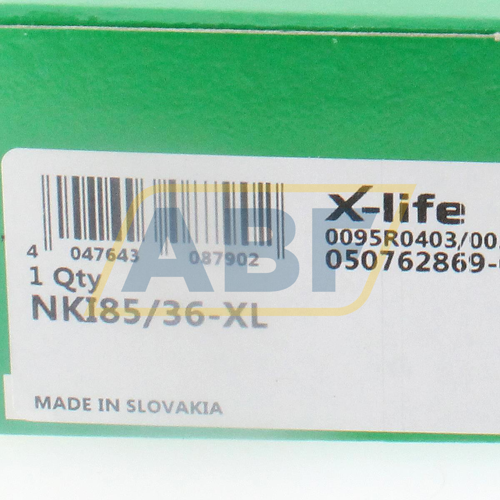 X-life
4 047643 087902
0095R0403/00
050762869-
1 Qty
NKI85/36-XL
MADE IN SLOVAKIA
ABF